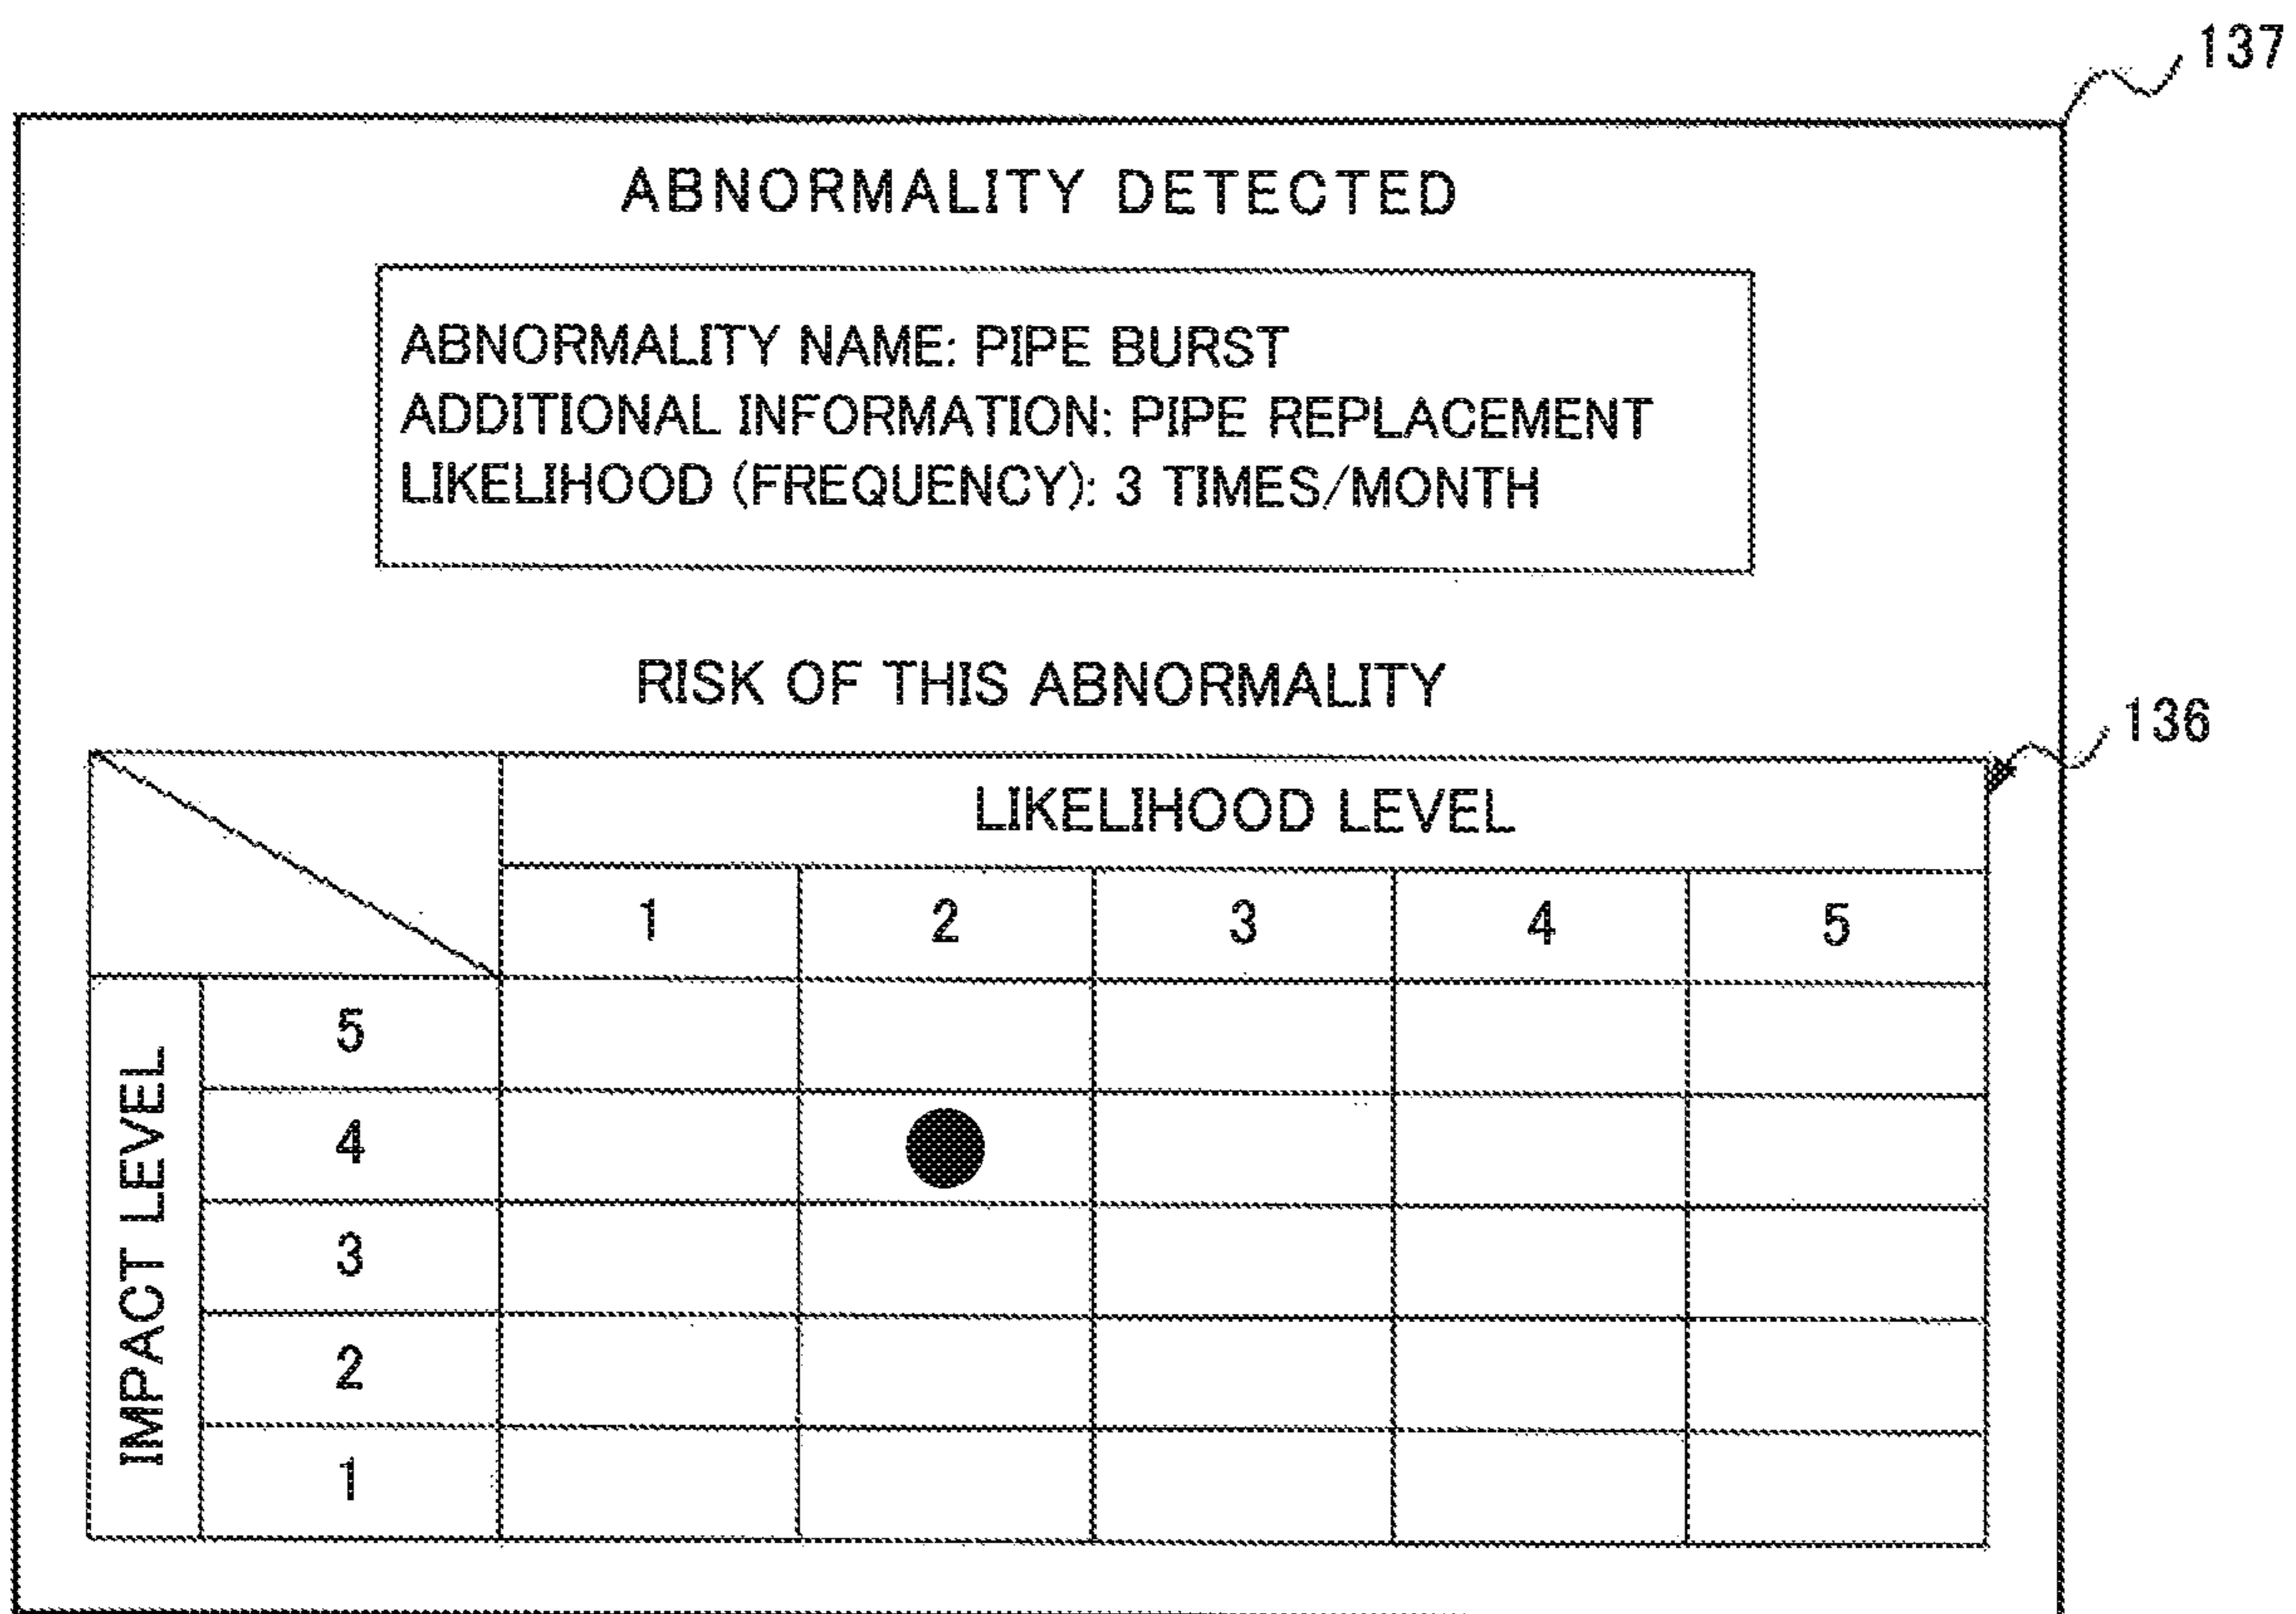 137
ABNORMALITY DETECTED
ABNORMALITY NAME: PIPE BURST
ADDITIONAL INFORMATION: PIPE REPLACEMENT
LIKELIHOOD (FREQUENCY): 3 TIMES/MONTH
RISK OF THIS ABNORMALITY
136
LIKELIHOOD LEVEL
1 2 3 4 5
IMPACT LEVEL
5
4
3
2
1